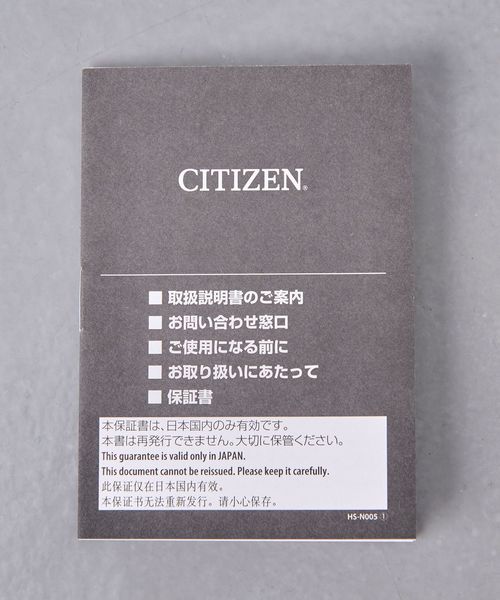 CITIZEN®
■ 取扱説明書のご案内
■ お問い合わせ窓口
■ ご使用になる前に
■ お取り扱いにあたって
■ 保証書
本保証書は、日本国内のみ有効です。
本書は再発行できません。大切に保管ください。
This guarantee is valid only in JAPAN.
This document cannot be reissued. Please keep it carefully.
此保证仅在日本国内有效。
本保证书无法重新发行。请小心保存。
HS-N005 ①